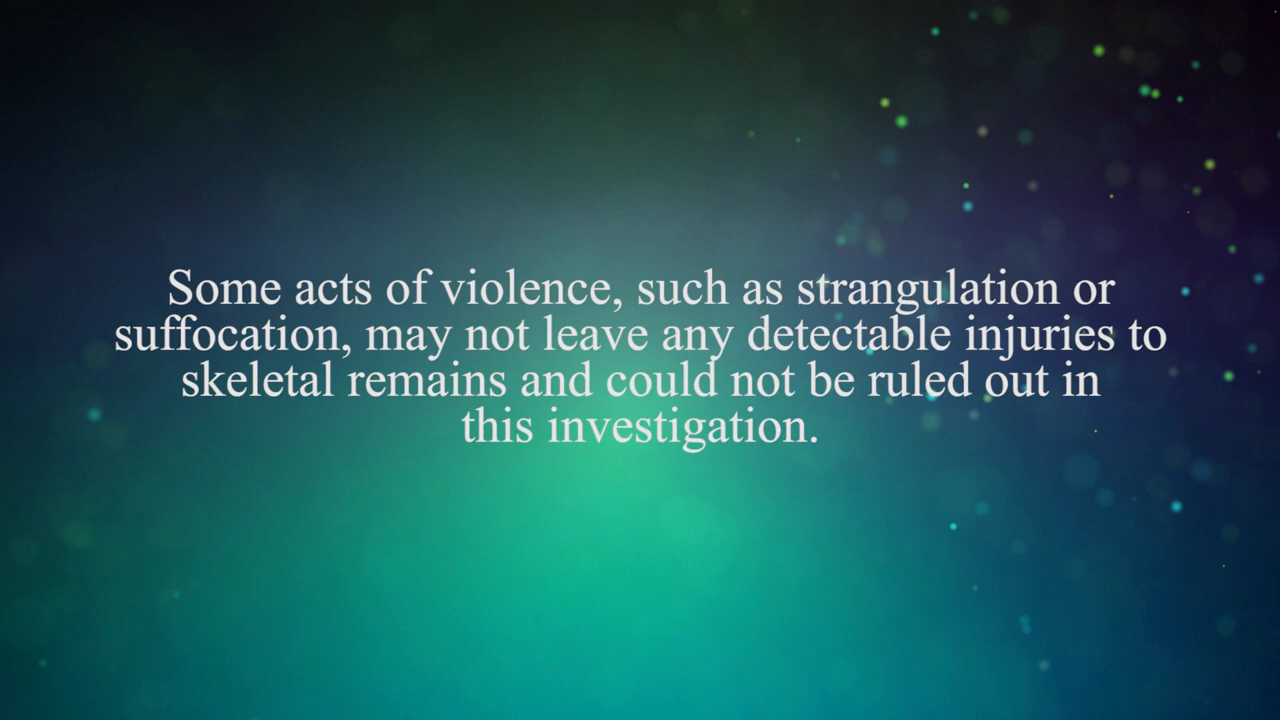 Some acts of violence, such as strangulation or
suffocation, may not leave any detectable injuries to
skeletal remains and could not be ruled out in
this investigation.